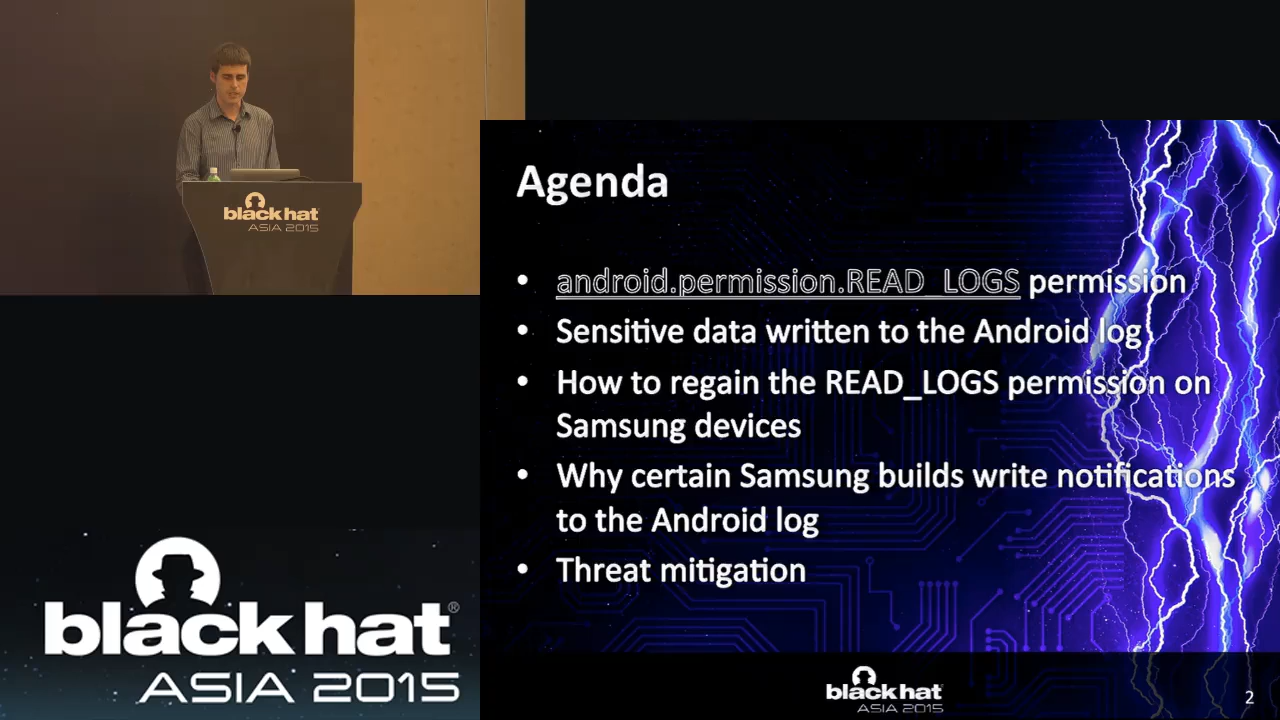 black hat
ASIA 2015
Agenda
• android.permission.READ_LOGS permission
• Sensitive data written to the Android log
• How to regain the READ_LOGS permission on
Samsung devices
• Why certain Samsung builds write notifications
to the Android log
• Threat mitigation
black hat®
ASIA 2015
black hat
ASIA 2015
2